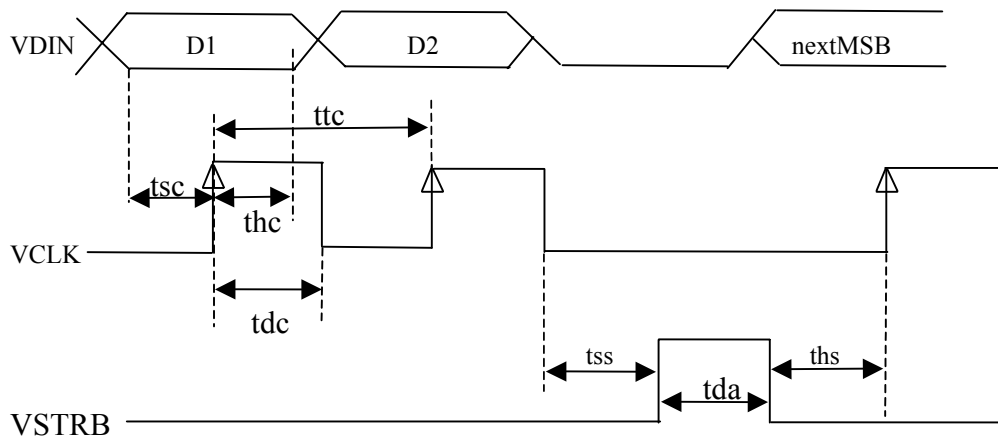 VDIN
D1
D2
nextMSB
ttc
tsc
thc
VCLK
tdc
tss
ths
tda
VSTRB